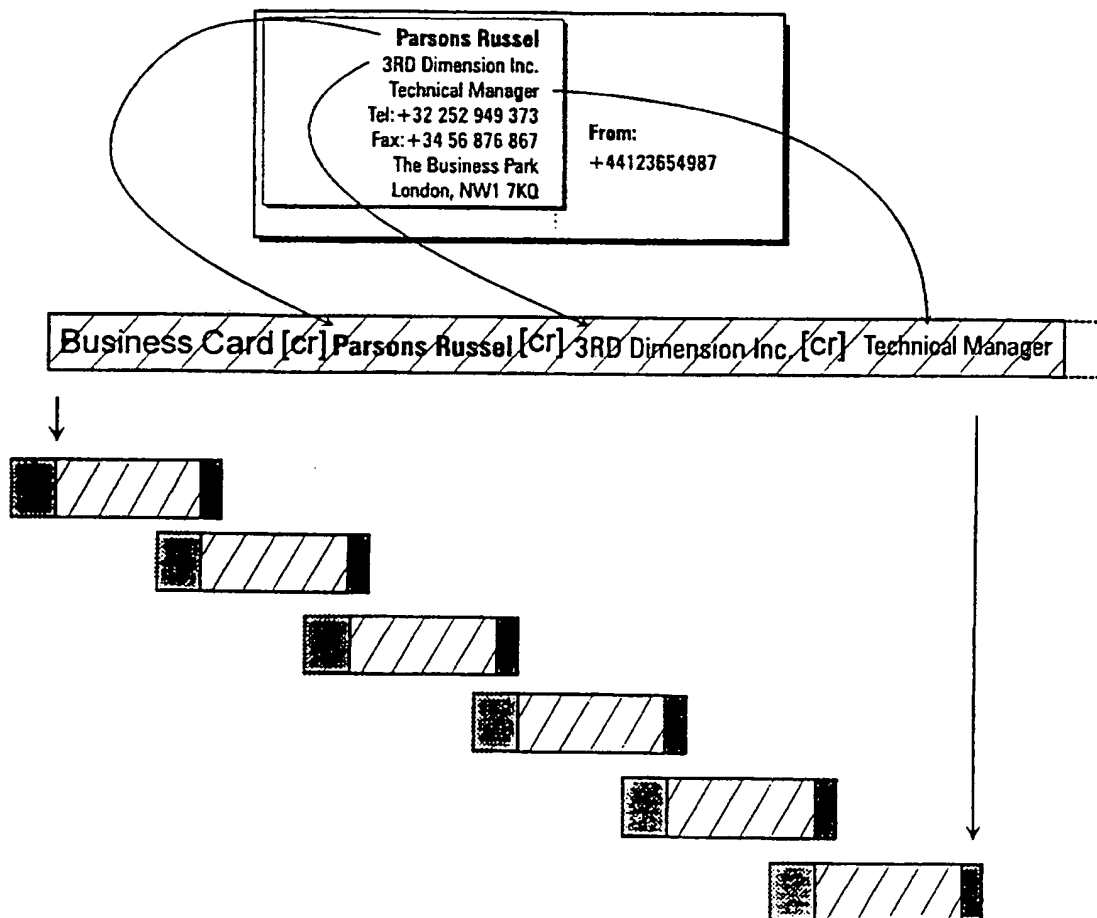 Parsons Russel
3RD Dimension Inc.
Technical Manager
Tel: +32 252 949 373
Fax: +34 56 876 867
The Business Park
London, NW1 7KQ
From:
+44123654987
Business Card [cr] Parsons Russel [cr] 3RD Dimension Inc. [cr] Technical Manager